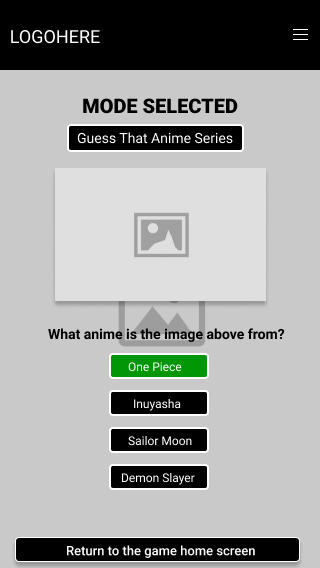 LOGOHERE
MODE SELECTED
Guess That Anime Series
What anime is the image above from?
One Piece
Inuyasha
Sailor Moon
Demon Slayer
Return to the game home screen